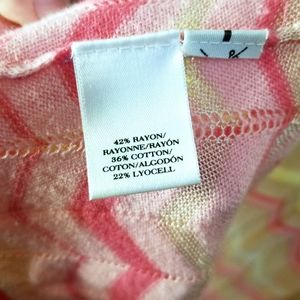 42% RAYON/
RAYONNE/RAYÓN
36% COTTON/
COTON/ALGODÓN
22% LYOCELL